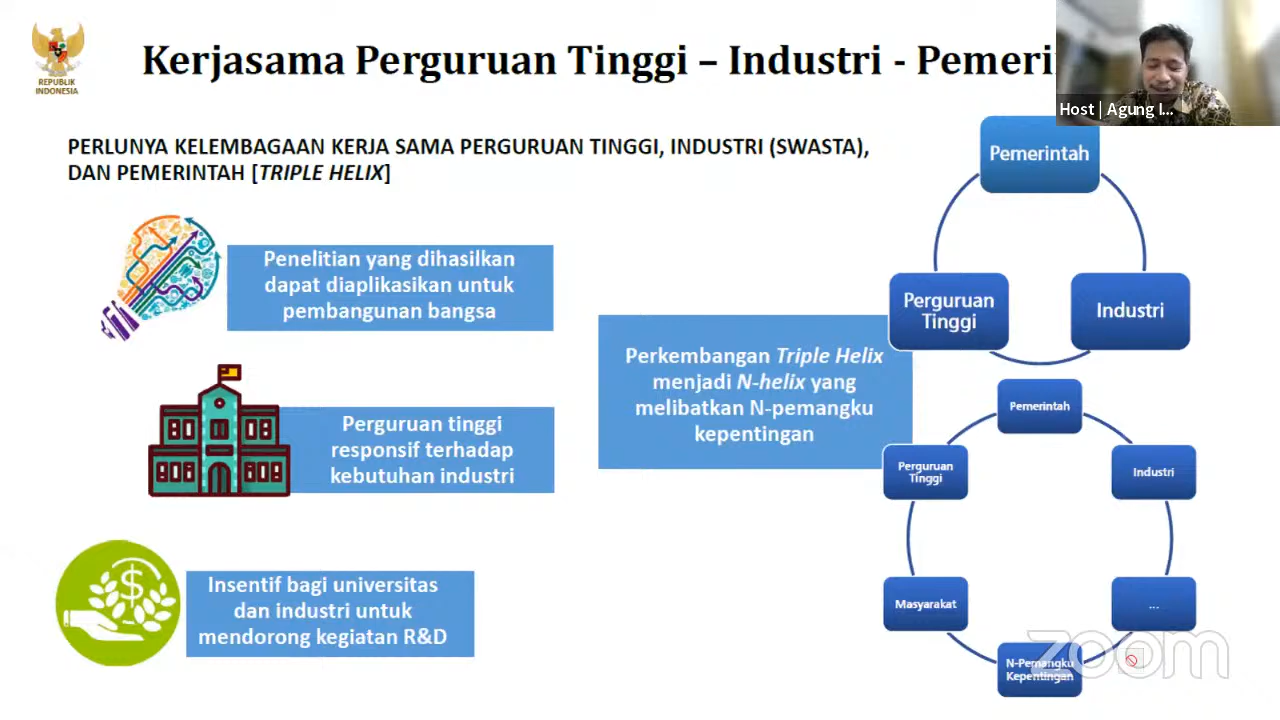 REPUBLIK
INDONESIA
Kerjasama Perguruan Tinggi – Industri - Pemeri
Host | Agung I...
PERLUNYA KELEMBAGAAN KERJA SAMA PERGURUAN TINGGI, INDUSTRI (SWASTA),
DAN PEMERINTAH [TRIPLE HELIX]
Penelitian yang dihasilkan
dapat diaplikasikan untuk
pembangunan bangsa
Perguruan tinggi
responsif terhadap
kebutuhan industri
Insentif bagi universitas
dan industri untuk
mendorong kegiatan R&D
Perkembangan Triple Helix
menjadi N-helix yang
melibatkan N-pemangku
kepentingan
Pemerintah
Perguruan
Tinggi
Industri
Pemerintah
Perguruan
Tinggi
Industri
Masyarakat
...
N-Pemangku
Kepentingan
zoom